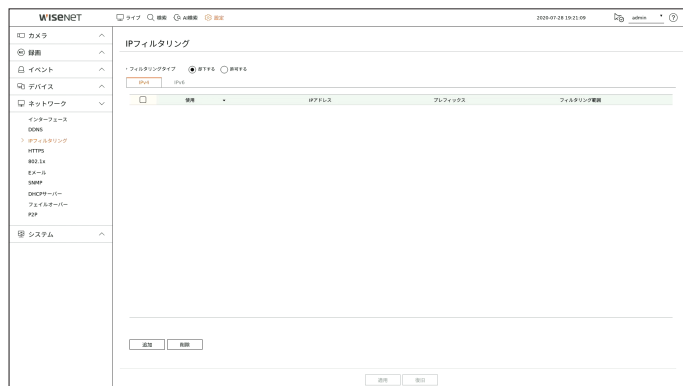 WISENET
ライブ 検索 AI検索 設定 2020-07-28 19:21:09 admin
カメラ
録画
イベント
デバイス
ネットワーク
インターフェース
DDNS
IPフィルタリング
HTTPS
802.1x
Eメール
SNMP
DHCPサーバー
フェイルオーバー
P2P
システム
IPフィルタリング
フィルタリングタイプ 却下する 許可する
IPv4 IPv6
使用 IPアドレス プレフィックス フィルタリング範囲
追加 削除
適用 復旧